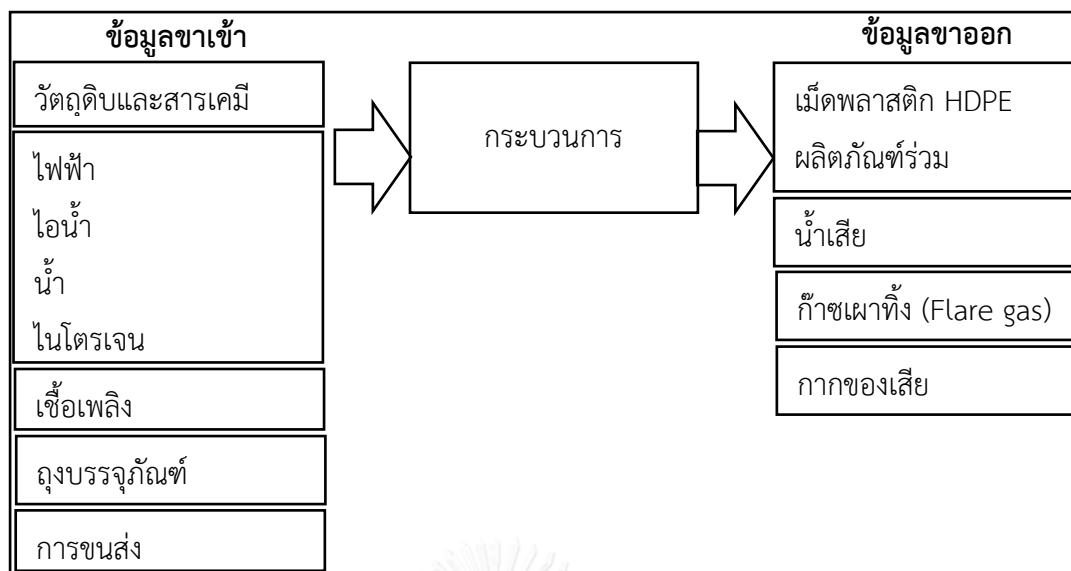 ข้อมูลขาเข้า
วัตถุดิบและสารเคมี
ไฟฟ้า
ไอน้ำ
น้ำ
ไนโตรเจน
เชื้อเพลิง
ถุงบรรจุภัณฑ์
การขนส่ง
กระบวนการ
ข้อมูลขาออก
เม็ดพลาสติก HDPE
ผลิตภัณฑ์ร่วม
น้ำเสีย
ก๊าซเผาทิ้ง (Flare gas)
กากของเสีย